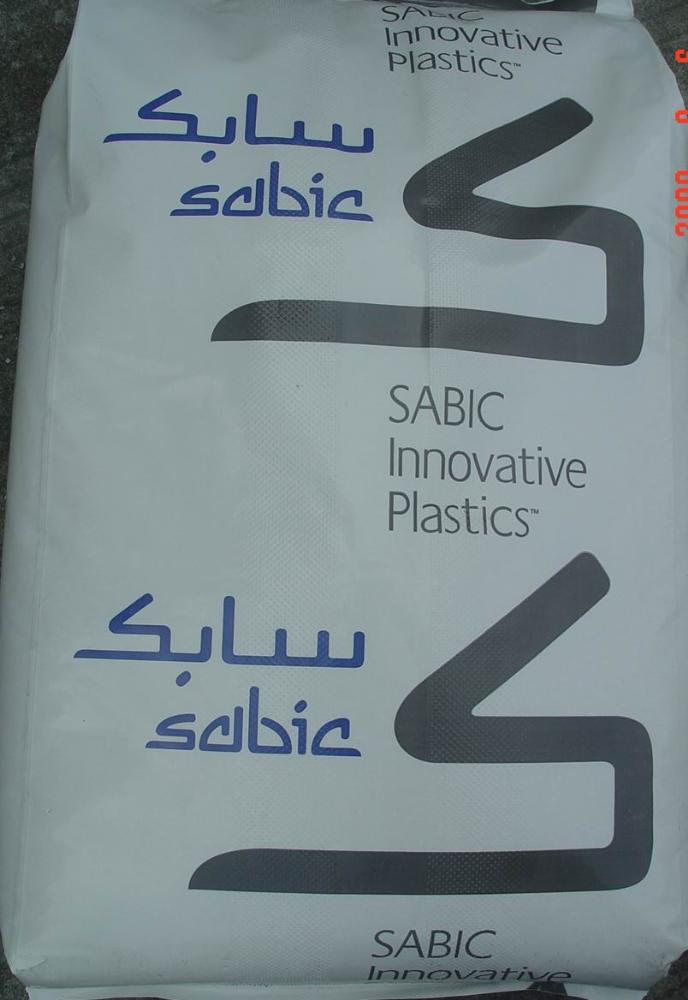 SABIC
Innovative
Plastics™
سابك
sabic
SABIC
Innovative
Plastics™
سابك
sabic
SABIC
Innovative